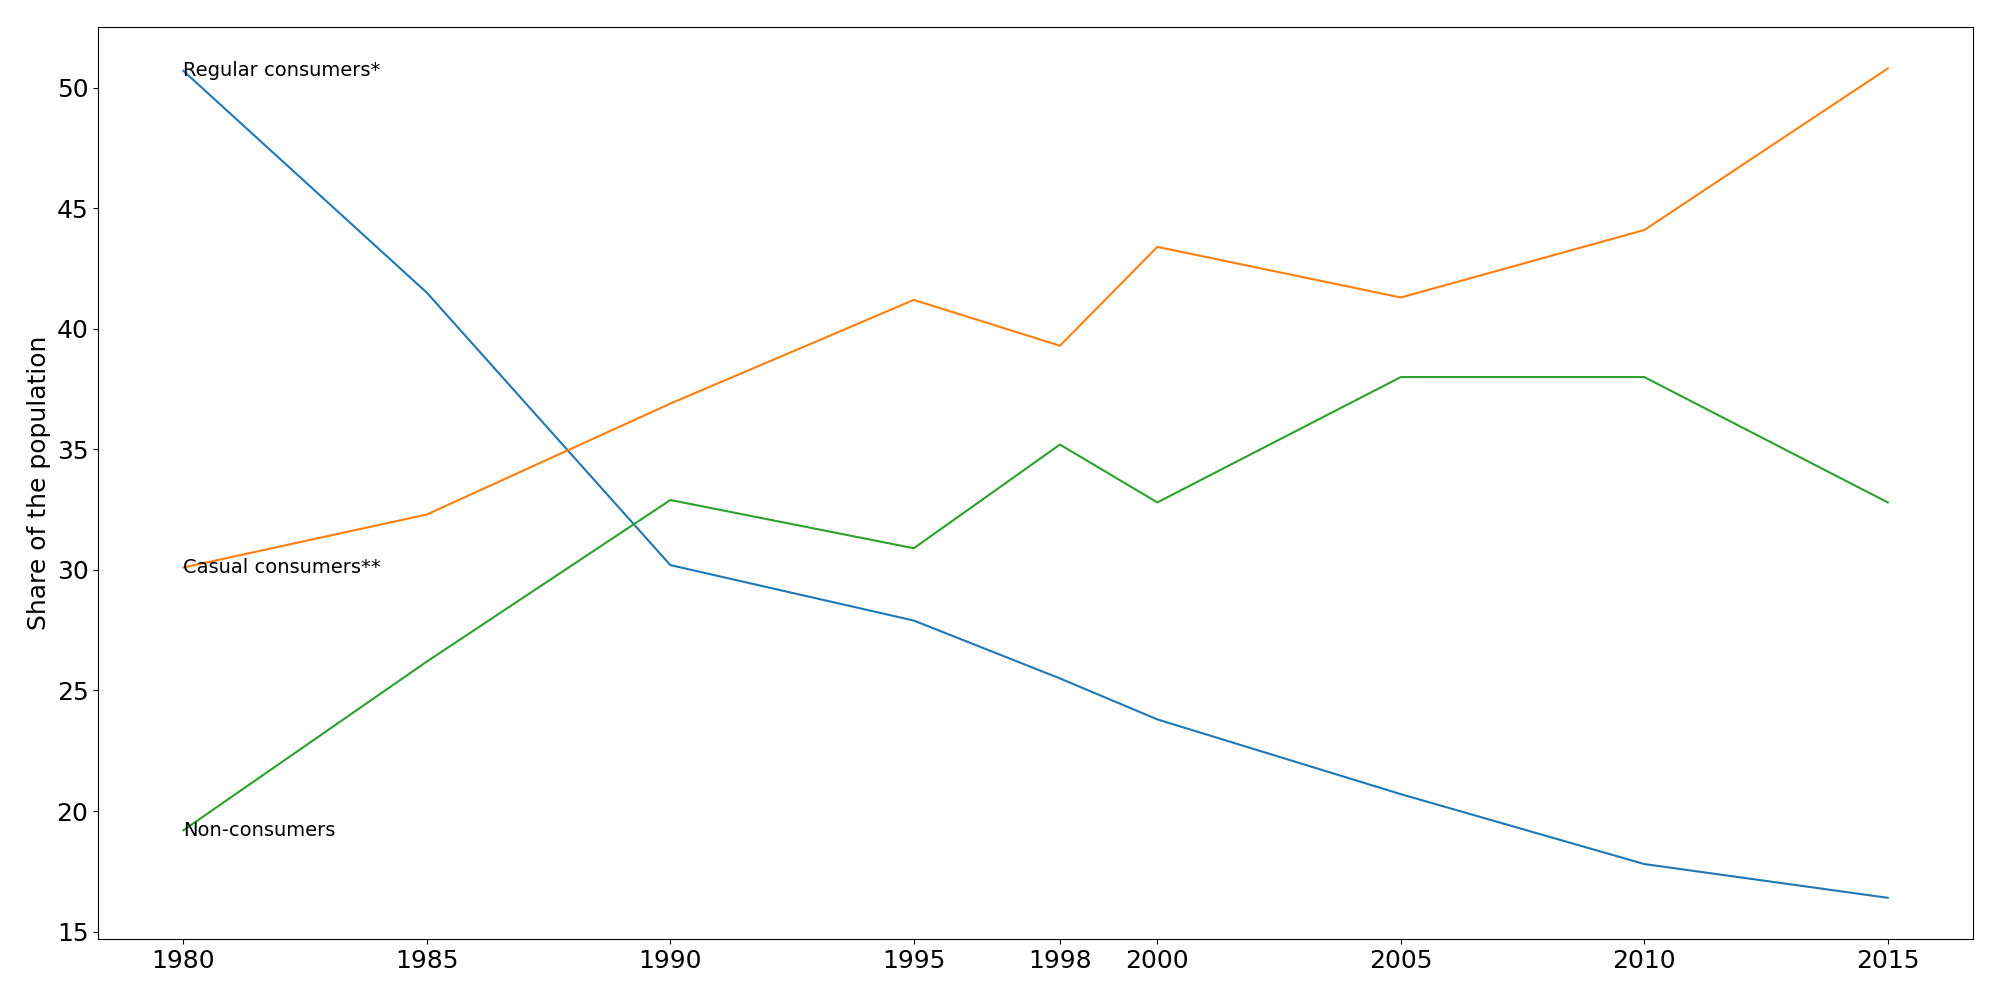 Share of the population
50
45
40
35
30
25
20
15
Regular consumers*
Casual consumers**
Non-consumers
1980 1985 1990 1995 1998 2000 2005 2010 2015